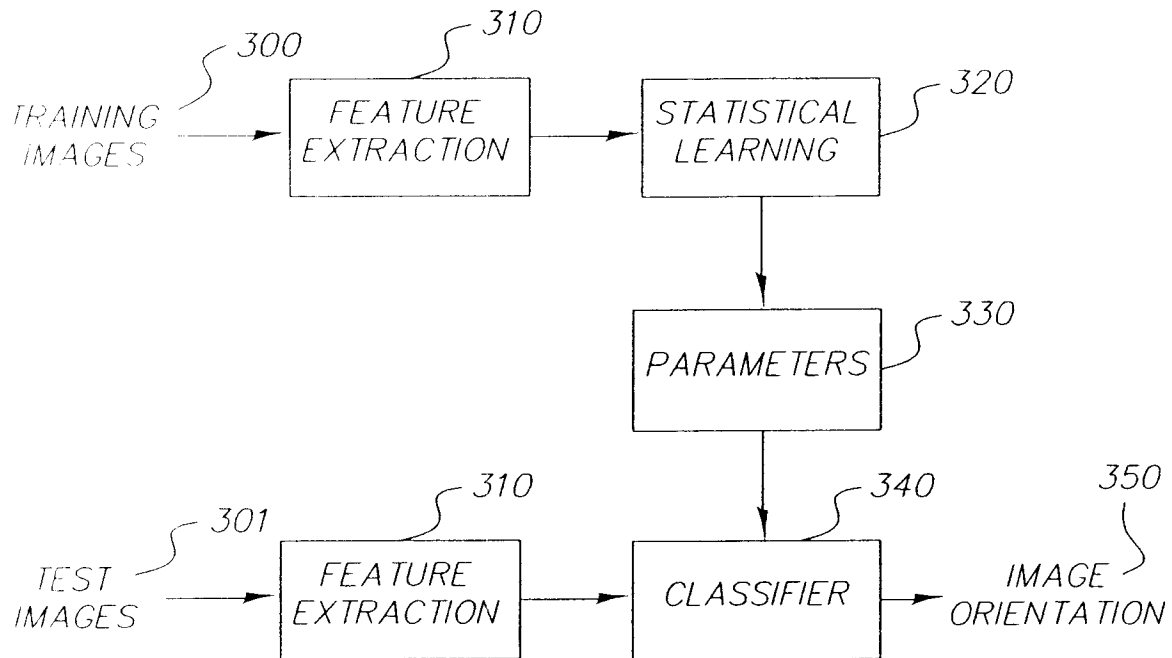 300
310
320
TRAINING
IMAGES
FEATURE
EXTRACTION
STATISTICAL
LEARNING
330
PARAMETERS
301
310
340
350
TEST
IMAGES
FEATURE
EXTRACTION
CLASSIFIER
IMAGE
ORIENTATION